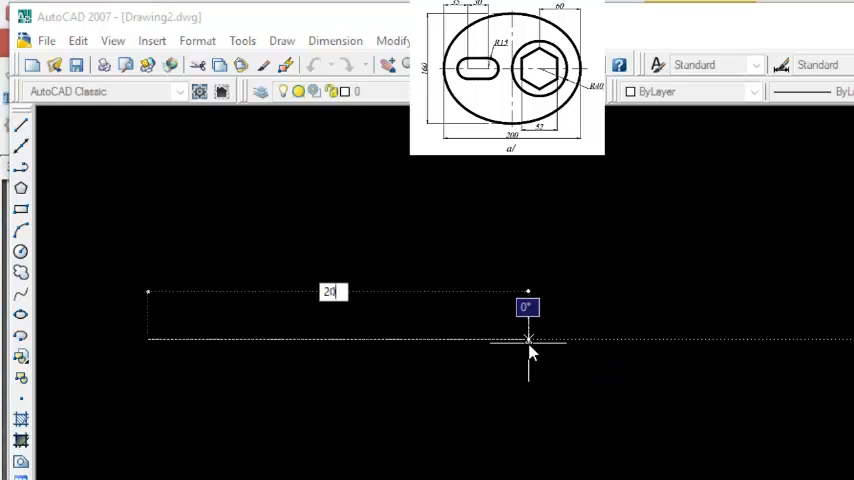 AutoCAD 2007 - [Drawing2.dwg]
File Edit View Insert Format Tools Draw Dimension Modify
Standard
Standard
AutoCAD Classic
0
ByLayer
ByLa
35 30 60
R15
160
R40
52
200
a/
20
0°